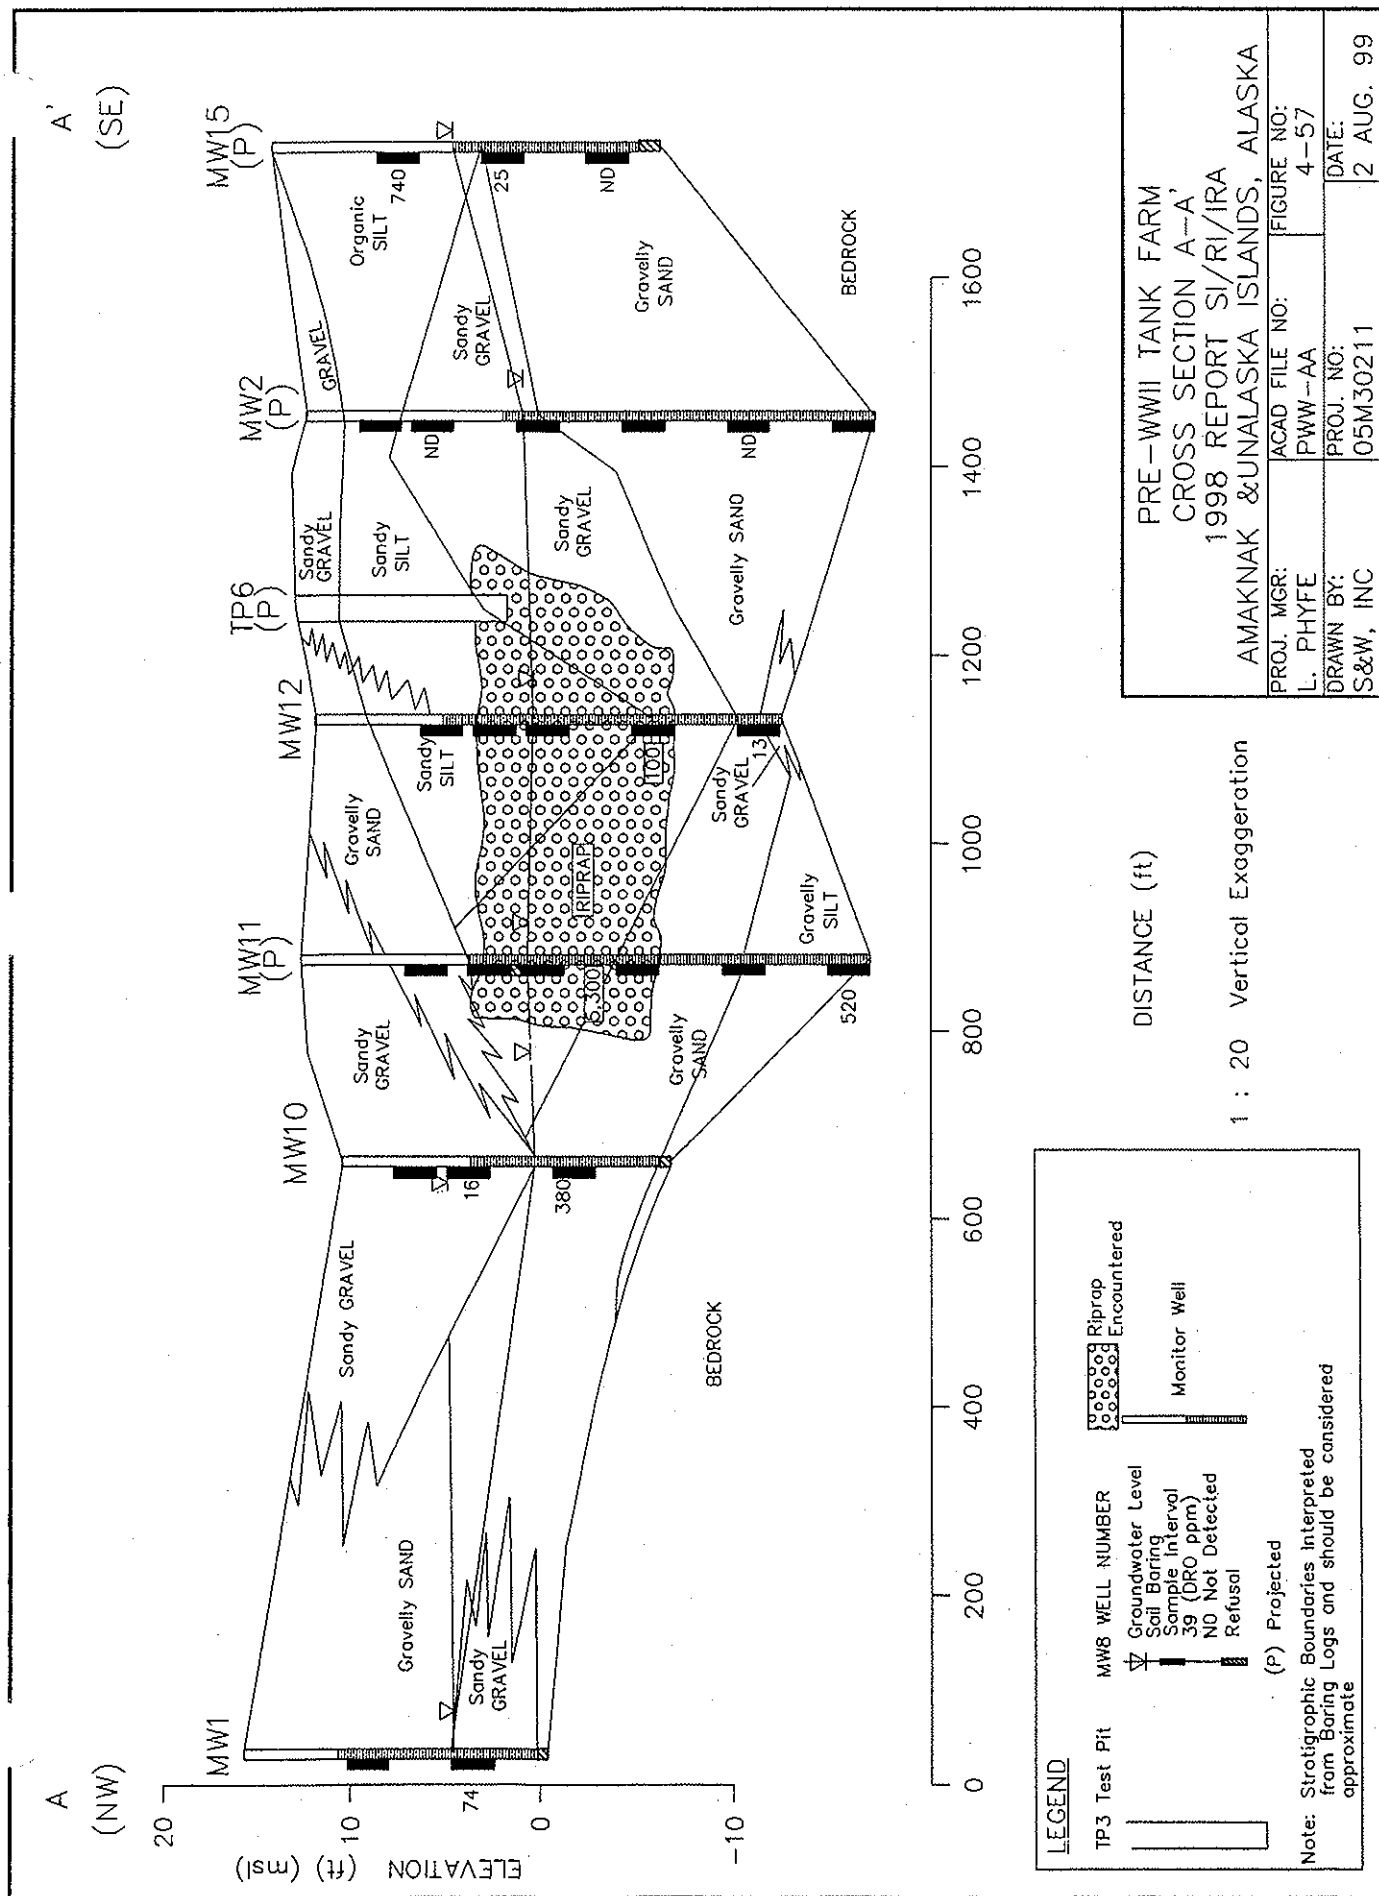 A
(NW)
A'
(SE)
MW1
MW10
MW11
(P)
MW12
TP6
(P)
MW2
(P)
MW15
(P)
ELEVATION (ft) (msl)
20
10
0
-10
Sandy GRAVEL
Gravelly SAND
Sandy
GRAVEL
74
BEDROCK
16
380
Sandy
GRAVEL
Gravelly
SAND
Gravelly
SAND
6,300
520
RIPRAP
Sandy
SILT
100
13
Sandy
GRAVEL
Gravelly
SILT
Sandy
GRAVEL
Sandy
SILT
Sandy
GRAVEL
Gravelly SAND
GRAVEL
ND
ND
Organic
SILT
Sandy
GRAVEL
Gravelly
SAND
740
25
ND
BEDROCK
0
200
400
600
800
1000
1200
1400
1600
DISTANCE (ft)
1 : 20 Vertical Exaggeration
LEGEND
TP3 Test Pit
MW8 WELL NUMBER
Groundwater Level
Soil Boring
Sample Interval
39 (DRO ppm)
ND Not Detected
Refusal
(P) Projected
Riprap
Encountered
Monitor Well
Note: Stratigraphic Boundaries Interpreted
from Boring Logs and should be considered
approximate
PRE-WWII TANK FARM
CROSS SECTION A-A'
1998 REPORT SI/RI/IRA
AMAKNAK &UNALASKA ISLANDS, ALASKA
PROJ. MGR:
L. PHYFE
ACAD FILE NO:
PWW-AA
FIGURE NO:
4-57
DRAWN BY:
S&W, INC
PROJ. NO:
05M30211
DATE:
2 AUG. 99